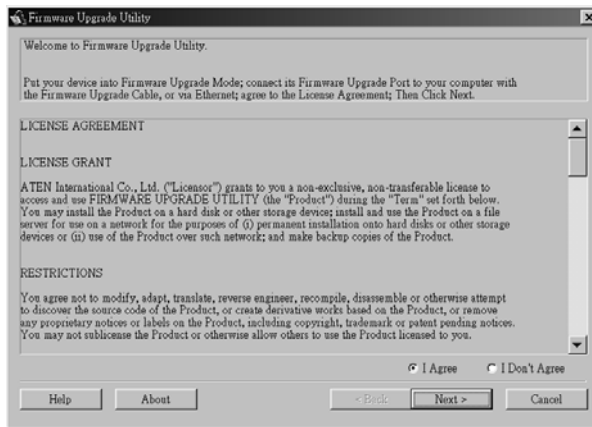 Firmware Upgrade Utility
Welcome to Firmware Upgrade Utility.
Put your device into Firmware Upgrade Mode; connect its Firmware Upgrade Port to your computer with
the Firmware Upgrade Cable, or via Ethernet; agree to the License Agreement; Then Click Next.
LICENSE AGREEMENT
LICENSE GRANT
ATEN International Co., Ltd. ("Licensor") grants to you a non-exclusive, non-transferable license to
access and use FIRMWARE UPGRADE UTILITY (the "Product") during the "Term" set forth below.
You may install the Product on a hard disk or other storage device; install and use the Product on a file
server for use on a network for the purposes of (i) permanent installation onto hard disks or other storage
devices or (ii) use of the Product over such network; and make backup copies of the Product.
RESTRICTIONS
You agree not to modify, adapt, translate, reverse engineer, recompile, disassemble or otherwise attempt
to discover the source code of the Product, or create derivative works based on the Product, or remove
any proprietary notices or labels on the Product, including copyright, trademark or patent pending notices.
You may not sublicense the Product or otherwise allow others to use the Product licensed to you.
I Agree I Don't Agree
Help About < Back Next > Cancel